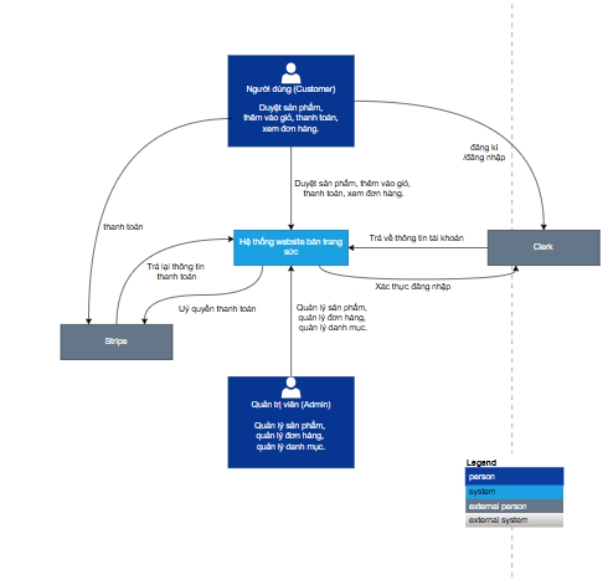 Người dùng (Customer)
Duyệt sản phẩm,
thêm vào giỏ, thanh toán,
xem đơn hàng.
đăng kí
/đăng nhập
Duyệt sản phẩm, thêm vào giỏ,
thanh toán, xem đơn hàng.
thanh toán
Hệ thống website bán trang
sức
Trả về thông tin tài khoản
Clerk
Trả lại thông tin
thanh toán
Xác thực đăng nhập
Uỷ quyền thanh toán
Quản lý sản phẩm,
quản lý đơn hàng,
quản lý danh mục.
Stripe
Quản trị viên (Admin)
Quản lý sản phẩm,
quản lý đơn hàng,
quản lý danh mục.
Legend
person
system
external person
external system